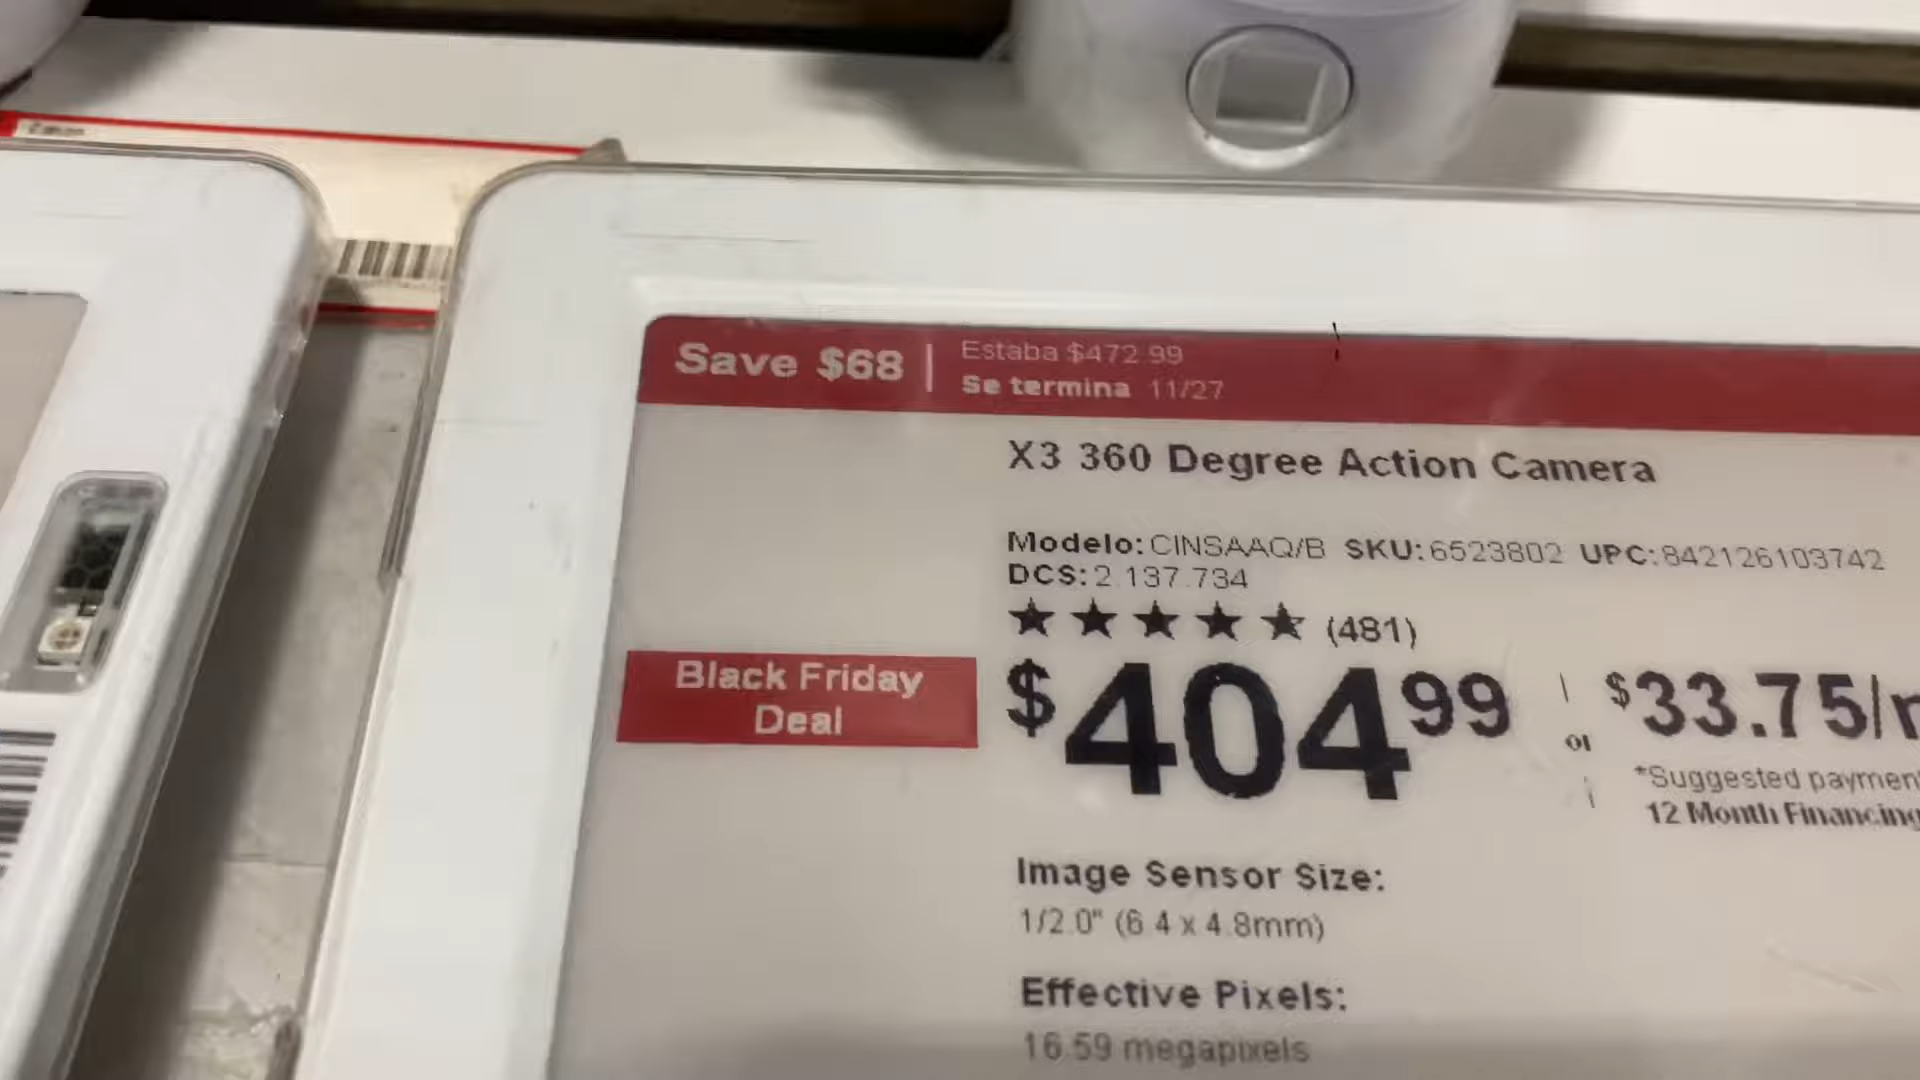 Canon
Save $68 | Estaba $472.99
Se termina 11/27
X3 360 Degree Action Camera
Modelo: CINSAAQ/B SKU: 6523802 UPC: 842126103742
DCS: 2.137.734
★★★★★ (481)
Black Friday
Deal
$404 99
or
$33.75/
*Suggested payment
12 Month Financing
Image Sensor Size:
1/2.0" (6.4 x 4.8mm)
Effective Pixels:
16.59 megapixels